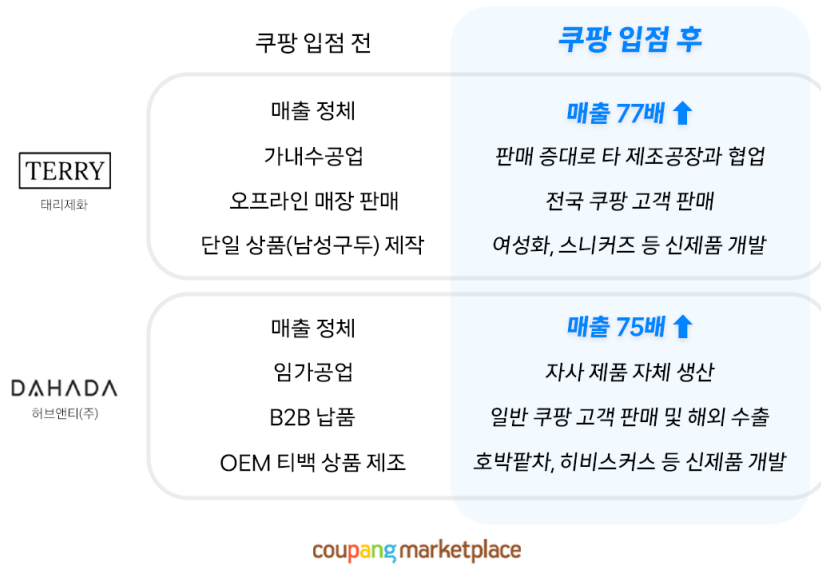 쿠팡 입점 전
쿠팡 입점 후
TERRY
태리제화
매출 정체
매출 77배
가내수공업
판매 증대로 타 제조공장과 협업
오프라인 매장 판매
전국 쿠팡 고객 판매
단일 상품(남성구두) 제작
여성화, 스니커즈 등 신제품 개발
DAHADA
허브앤티(주)
매출 정체
매출 75배
임가공업
자사 제품 자체 생산
B2B 납품
일반 쿠팡 고객 판매 및 해외 수출
OEM 티백 상품 제조
호박팥차, 히비스커스 등 신제품 개발
coupang marketplace